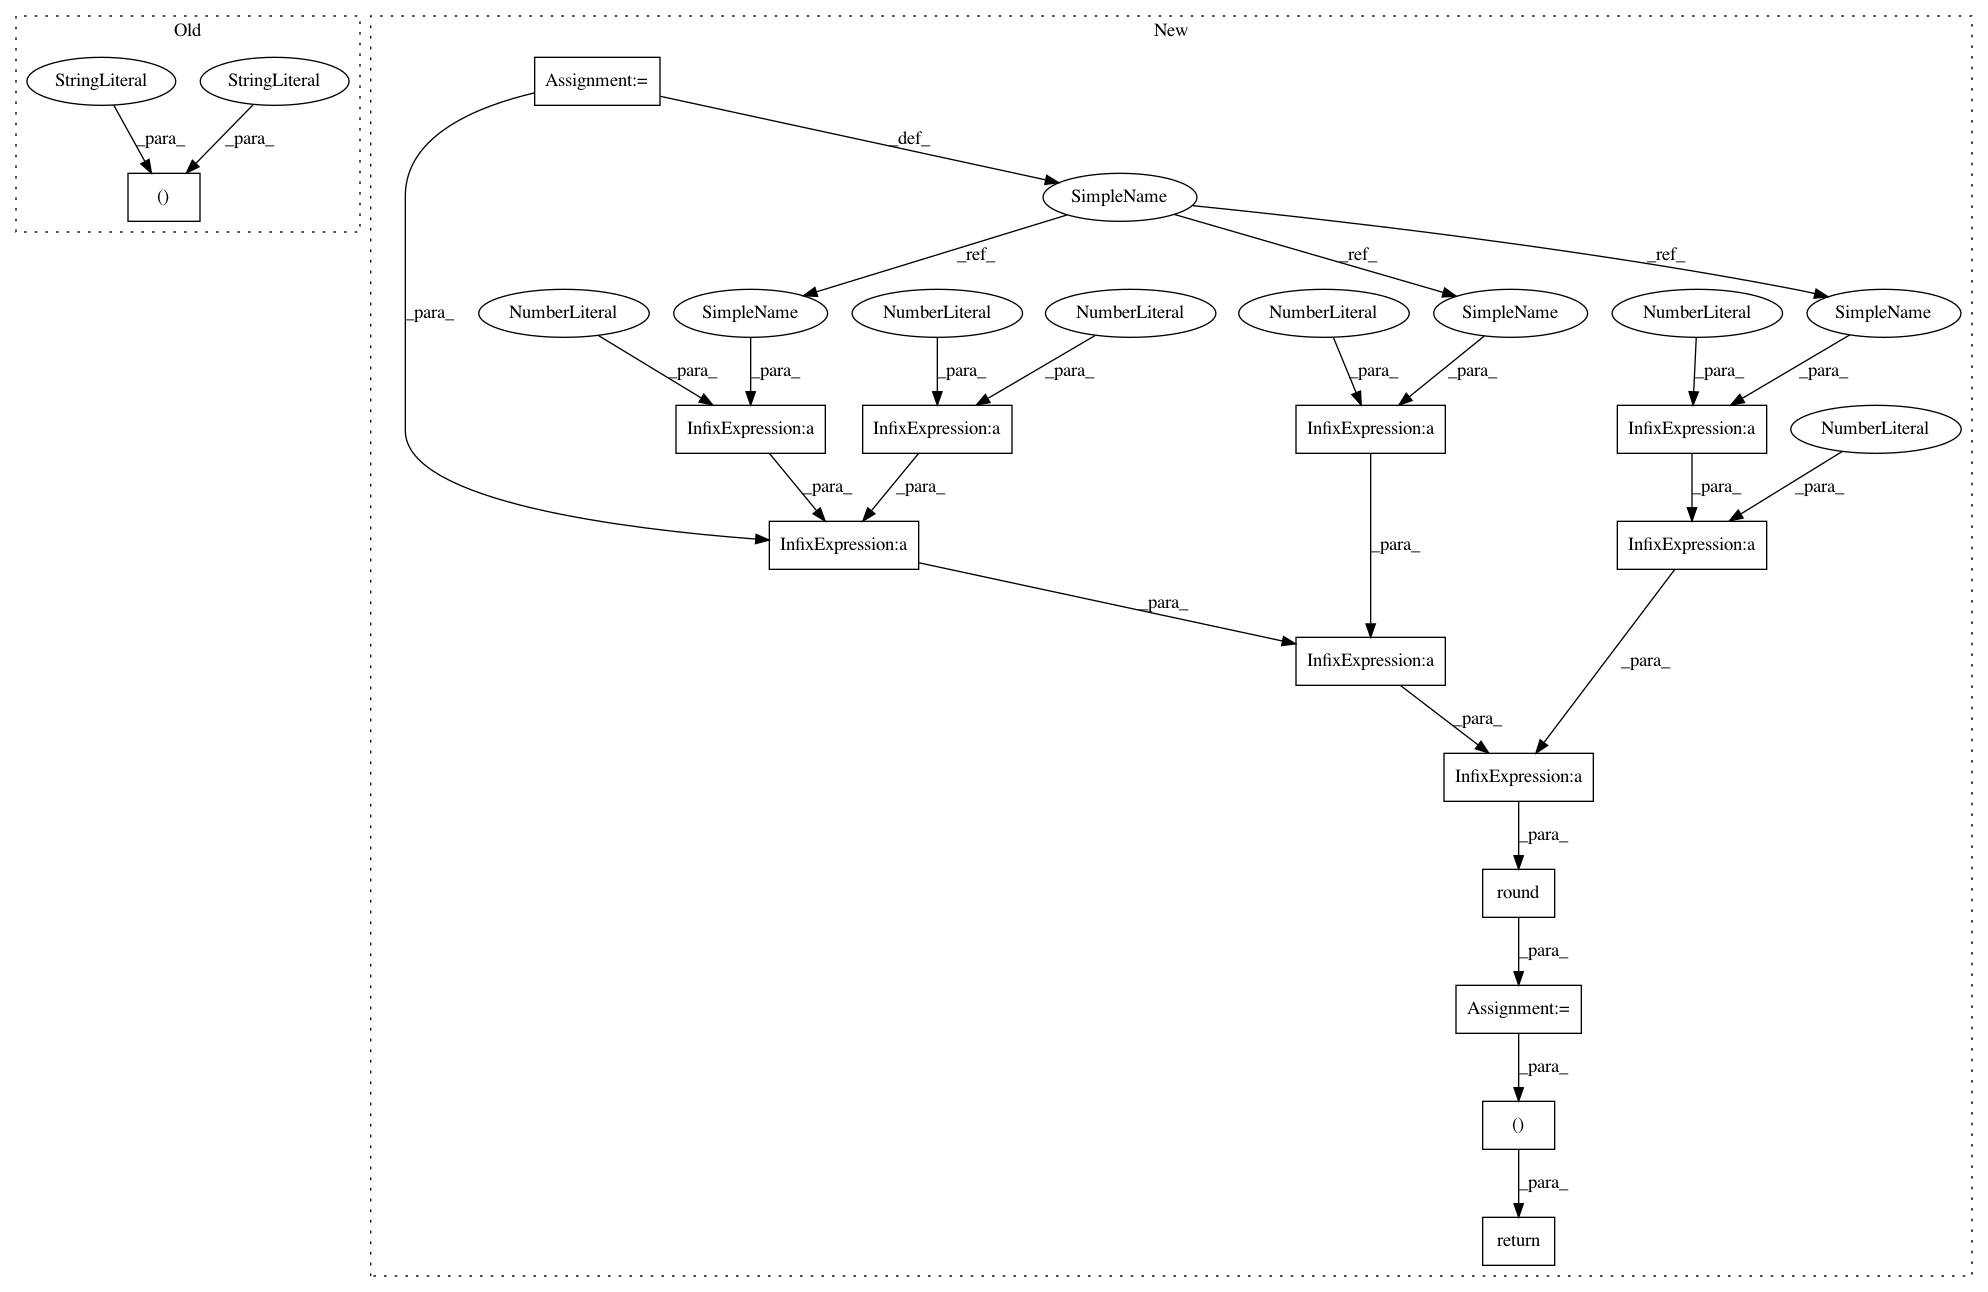 Old
New
StringLiteral
StringLiteral
Assignment:=
_para_
_para_
_def_
()
SimpleName
_ref_
_ref_
_ref_
_para_
NumberLiteral
SimpleName
NumberLiteral
NumberLiteral
NumberLiteral
SimpleName
NumberLiteral
SimpleName
_para_
_para_
_para_
_para_
_para_
_para_
_para_
_para_
InfixExpression:a
InfixExpression:a
InfixExpression:a
InfixExpression:a
NumberLiteral
_para_
_para_
_para_
_para_
InfixExpression:a
_para_
InfixExpression:a
_para_
InfixExpression:a
_para_
_para_
InfixExpression:a
_para_
round
_para_
Assignment:=
_para_
()
_para_
return